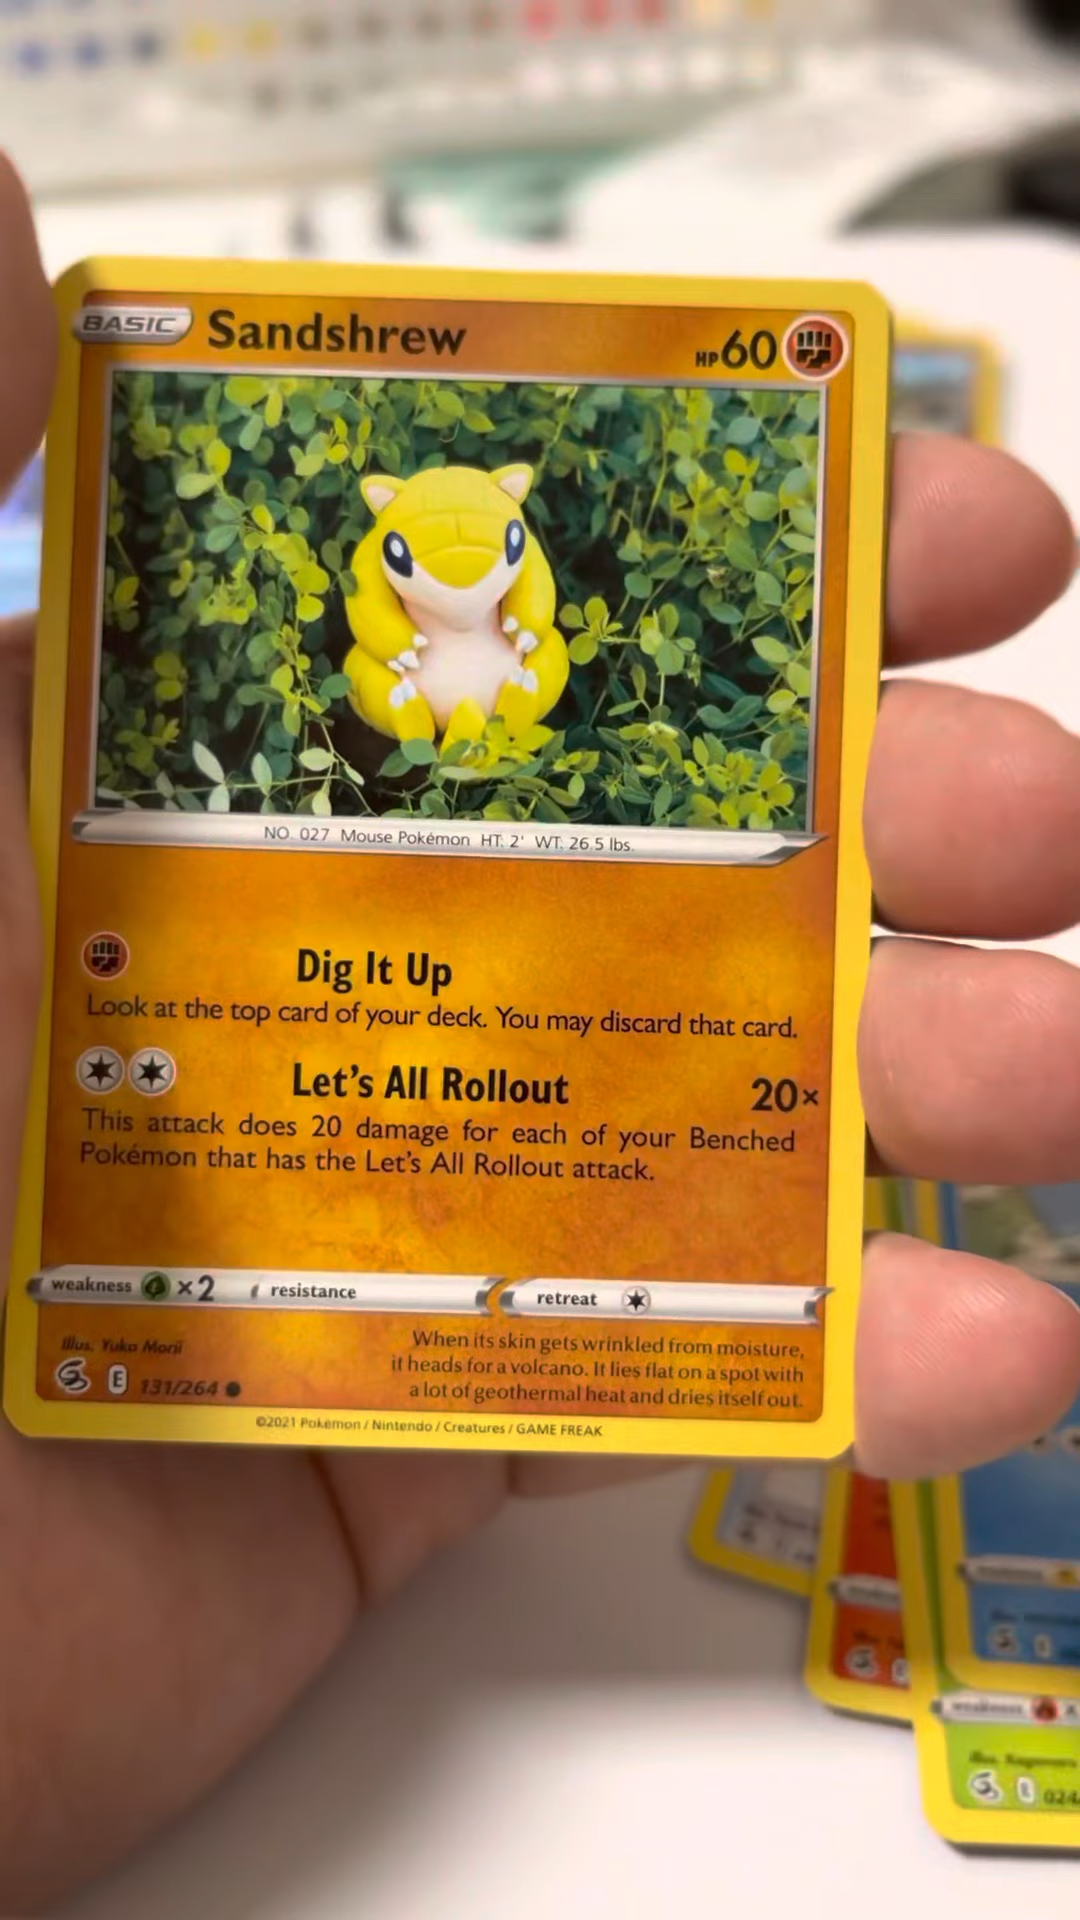 BASIC Sandshrew HP 60
NO. 027 Mouse Pokémon HT: 2' WT: 26.5 lbs.
Dig It Up
Look at the top card of your deck. You may discard that card.
Let's All Rollout 20×
This attack does 20 damage for each of your Benched
Pokémon that has the Let's All Rollout attack.
weakness ×2 resistance retreat
Illus. Yuka Morii
When its skin gets wrinkled from moisture,
it heads for a volcano. It lies flat on a spot with
a lot of geothermal heat and dries itself out.
E 131/264
©2021 Pokémon / Nintendo / Creatures / GAME FREAK
weakness
024